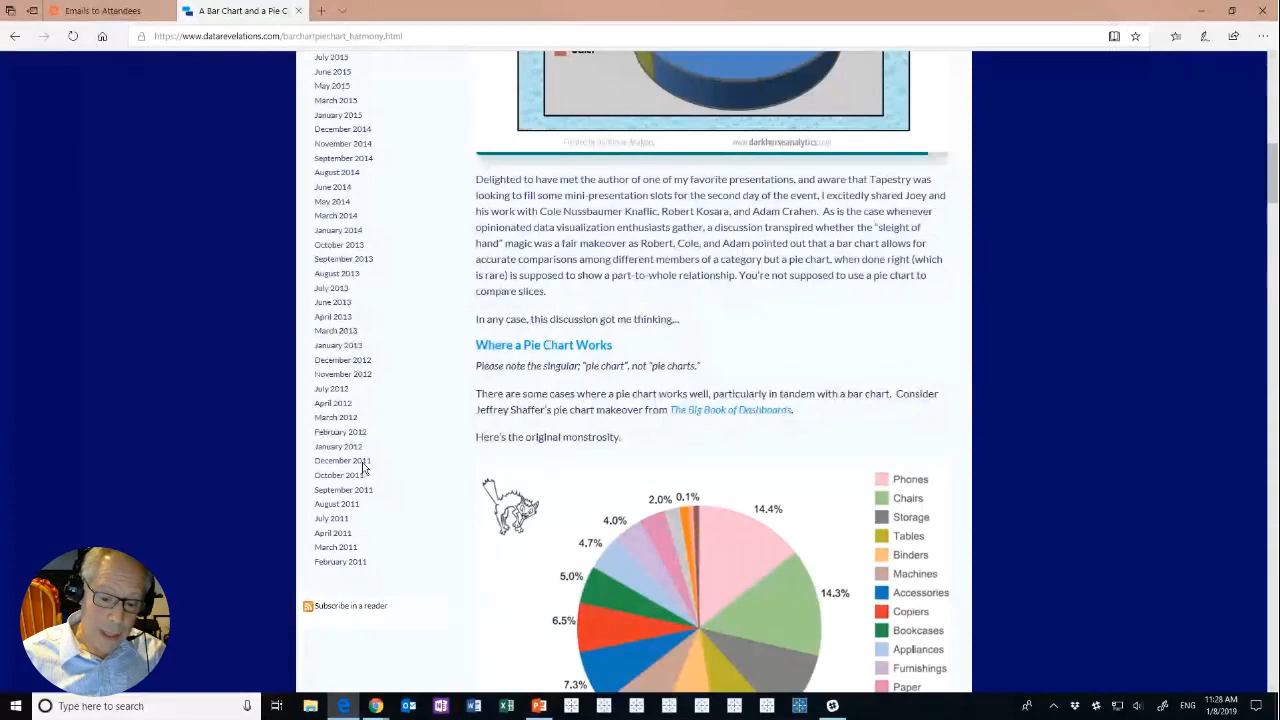 Emails to Attendees
A Bar Chart and a Pie C
https://www.datarevelations.com/barchartpiechart_harmony.html
July 2015
June 2015
May 2015
March 2015
January 2015
December 2014
November 2014
September 2014
August 2014
June 2014
May 2014
March 2014
January 2014
October 2013
September 2013
August 2013
July 2013
June 2013
April 2013
March 2013
January 2013
December 2012
November 2012
July 2012
April 2012
March 2012
February 2012
January 2012
December 2011
October 2011
September 2011
August 2011
July 2011
April 2011
March 2011
February 2011
Subscribe in a reader
Delighted to have met the author of one of my favorite presentations, and aware that Tapestry was
looking to fill some mini-presentation slots for the second day of the event, I excitedly shared Joey and
his work with Cole Nussbaumer Knaflic, Robert Kosara, and Adam Crahen. As is the case whenever
opinionated data visualization enthusiasts gather, a discussion transpired whether the “sleight of
hand” magic was a fair makeover as Robert, Cole, and Adam pointed out that a bar chart allows for
accurate comparisons among different members of a category but a pie chart, when done right (which
is rare) is supposed to show a part-to-whole relationship. You’re not supposed to use a pie chart to
compare slices.
In any case, this discussion got me thinking...
Where a Pie Chart Works
Please note the singular; “pie chart”, not “pie charts.”
There are some cases where a pie chart works well, particularly in tandem with a bar chart. Consider
Jeffrey Shaffer’s pie chart makeover from The Big Book of Dashboards.
Here’s the original monstrosity.
2.0% 0.1%
14.4%
4.0%
4.7%
5.0%
14.3%
6.5%
7.3%
Phones
Chairs
Storage
Tables
Binders
Machines
Accessories
Copiers
Bookcases
Appliances
Furnishings
Paper
Type here to search
ENG
11:28 AM
1/8/2019